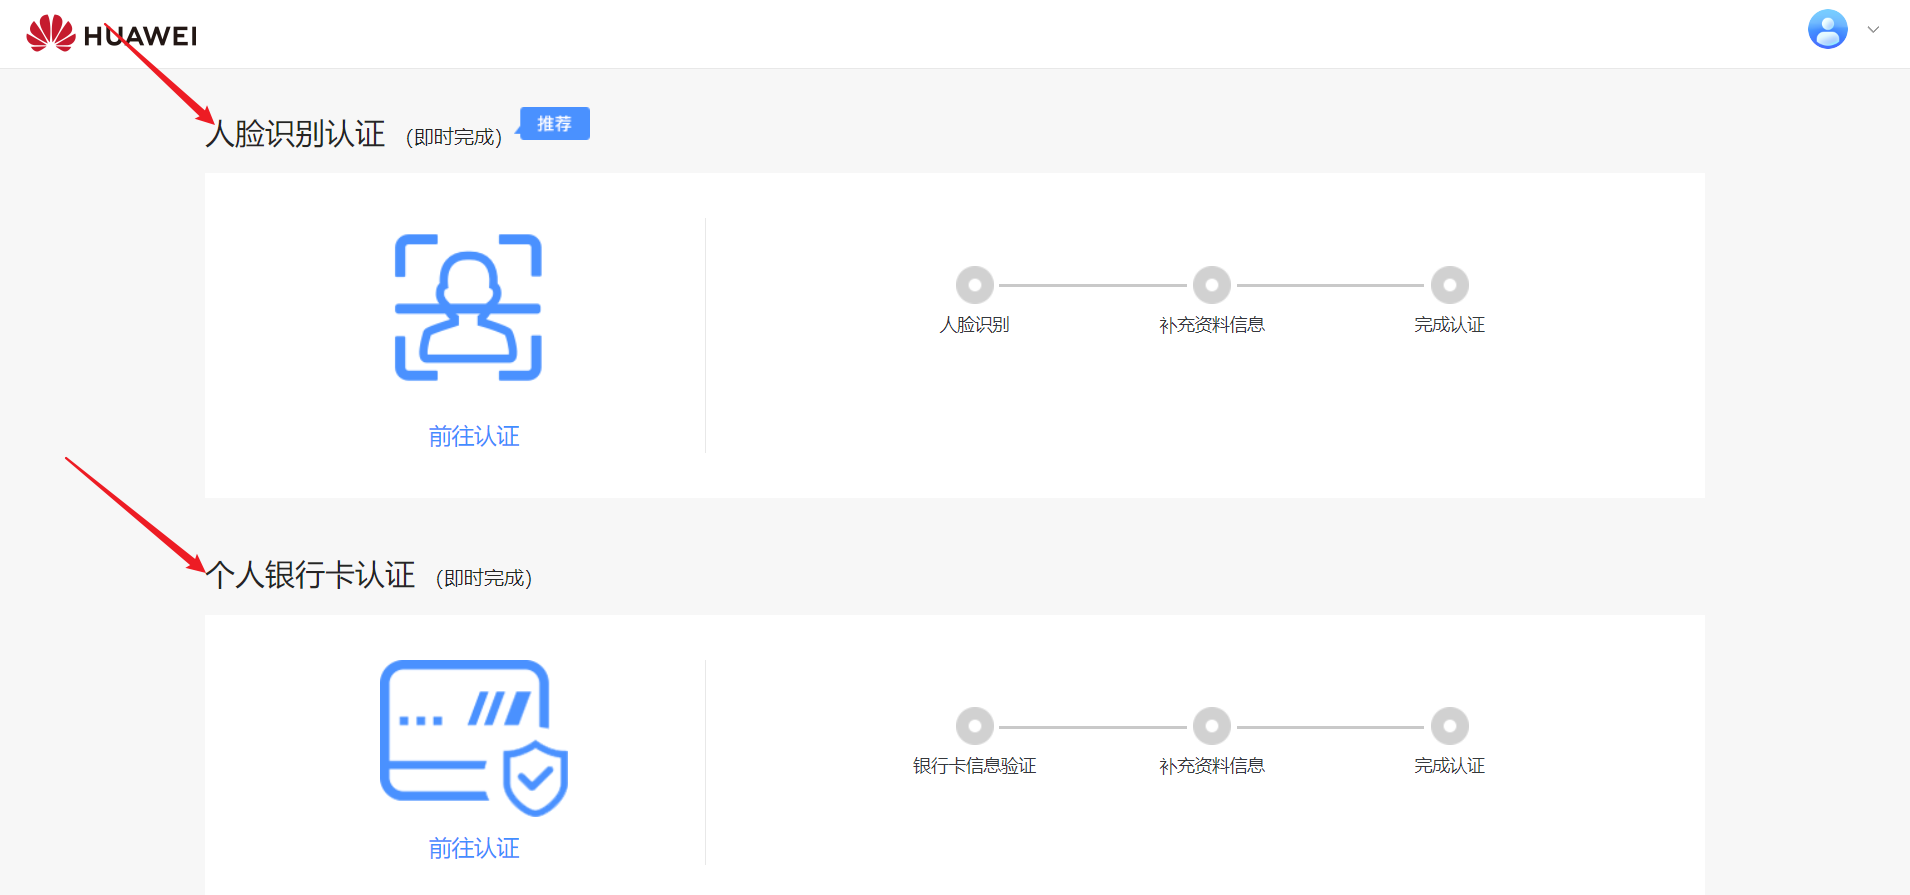 HUAWEI
人脸识别认证 (即时完成) 推荐
人脸识别 补充资料信息 完成认证
前往认证
个人银行卡认证 (即时完成)
银行卡信息验证 补充资料信息 完成认证
前往认证